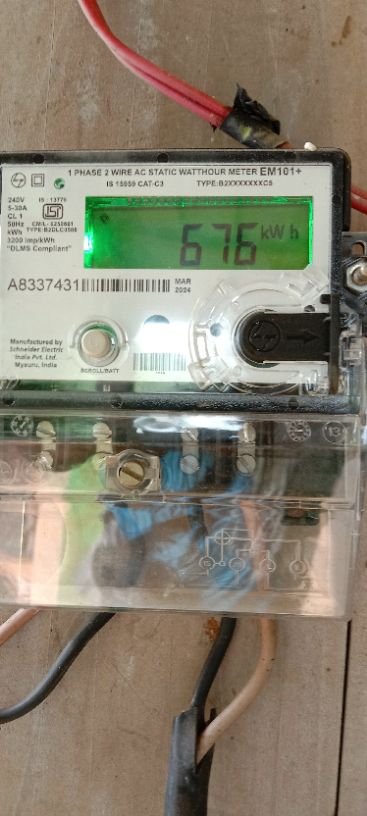 1 PHASE 2 WIRE AC STATIC WATTHOUR METER EM101+
IS 15959 CAT-C3 TYPE:B2XXXXXXXC5
240V IS : 13779
5-30A
CL 1
50Hz
kWh
3200 imp/kWh
"DLMS Compliant"
676 kWh
A8337431
MAR
2024
Manufactured by
Schneider Electric
India Pvt. Ltd.
Mysuru, India
SCROLL/BATT